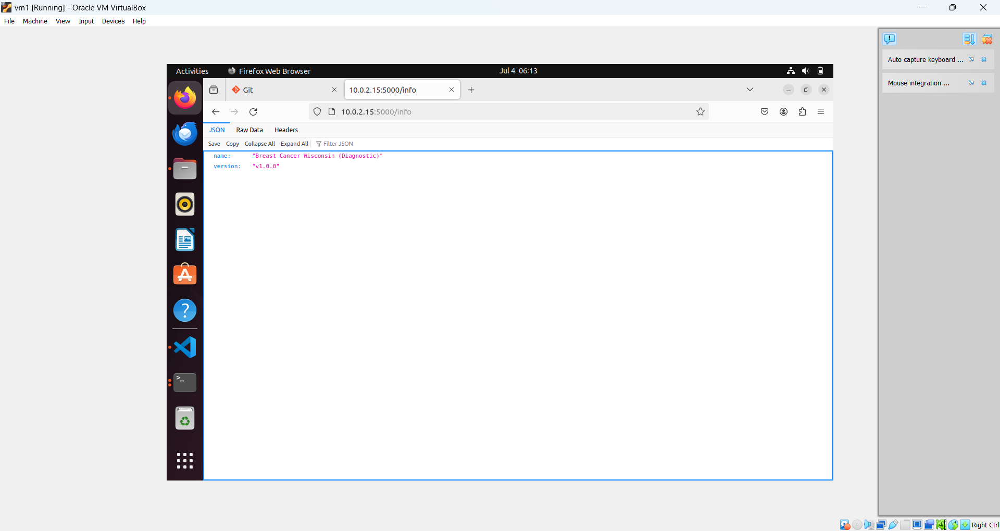 vm1 [Running] - Oracle VM VirtualBox
File Machine View Input Devices Help
Auto capture keyboard ...
Mouse integration ...
Activities Firefox Web Browser Jul 4 06:13
Git 10.0.2.15:5000/info
10.0.2.15:5000/info
JSON Raw Data Headers
Save Copy Collapse All Expand All Filter JSON
name: "Breast Cancer Wisconsin (Diagnostic)"
version: "v1.0.0"
>_
Right Ctrl